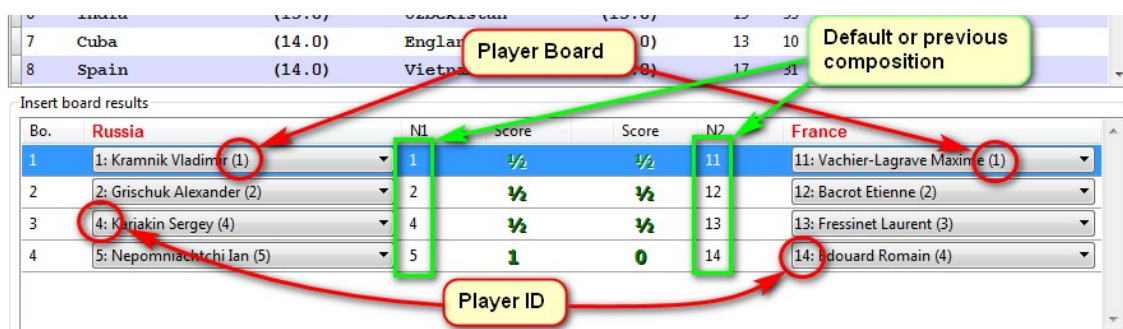 (13.0)
7 Cuba (14.0) Englan 0) 13 10
8 Spain (14.0) Vietna .0) 17 31
Player Board
Default or previous
composition
Insert board results
Bo. Russia N1 Score Score N2 France
1 1: Kramnik Vladimir (1) 1 ½ ½ 11 11: Vachier-Lagrave Maxime (1)
2 2: Grischuk Alexander (2) 2 ½ ½ 12 12: Bacrot Etienne (2)
3 4: Karjakin Sergey (4) 4 ½ ½ 13 13: Fressinet Laurent (3)
4 5: Nepomniachtchi Ian (5) 5 1 0 14 14: Edouard Romain (4)
Player ID